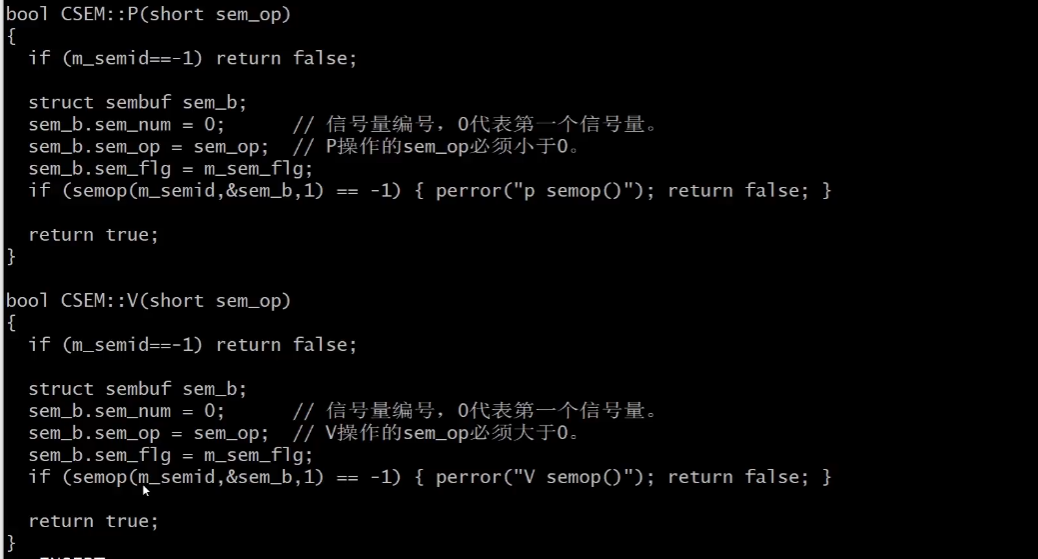 bool CSEM::P(short sem_op)
{
  if (m_semid==-1) return false;

  struct sembuf sem_b;
  sem_b.sem_num = 0;      // 信号量编号，0代表第一个信号量。
  sem_b.sem_op = sem_op;  // P操作的sem_op必须小于0。
  sem_b.sem_flg = m_sem_flg;
  if (semop(m_semid,&sem_b,1) == -1) { perror("p semop()"); return false; }

  return true;
}

bool CSEM::V(short sem_op)
{
  if (m_semid==-1) return false;

  struct sembuf sem_b;
  sem_b.sem_num = 0;      // 信号量编号，0代表第一个信号量。
  sem_b.sem_op = sem_op;  // V操作的sem_op必须大于0。
  sem_b.sem_flg = m_sem_flg;
  if (semop(m_semid,&sem_b,1) == -1) { perror("V semop()"); return false; }

  return true;
}